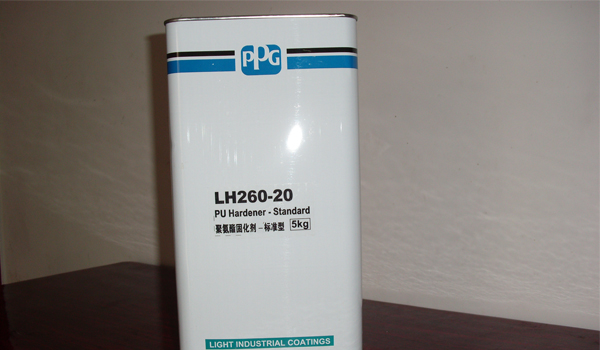 PPG
LH260-20
PU Hardener - Standard
聚氨酯固化剂 - 标准型 5kg
LIGHT INDUSTRIAL COATINGS